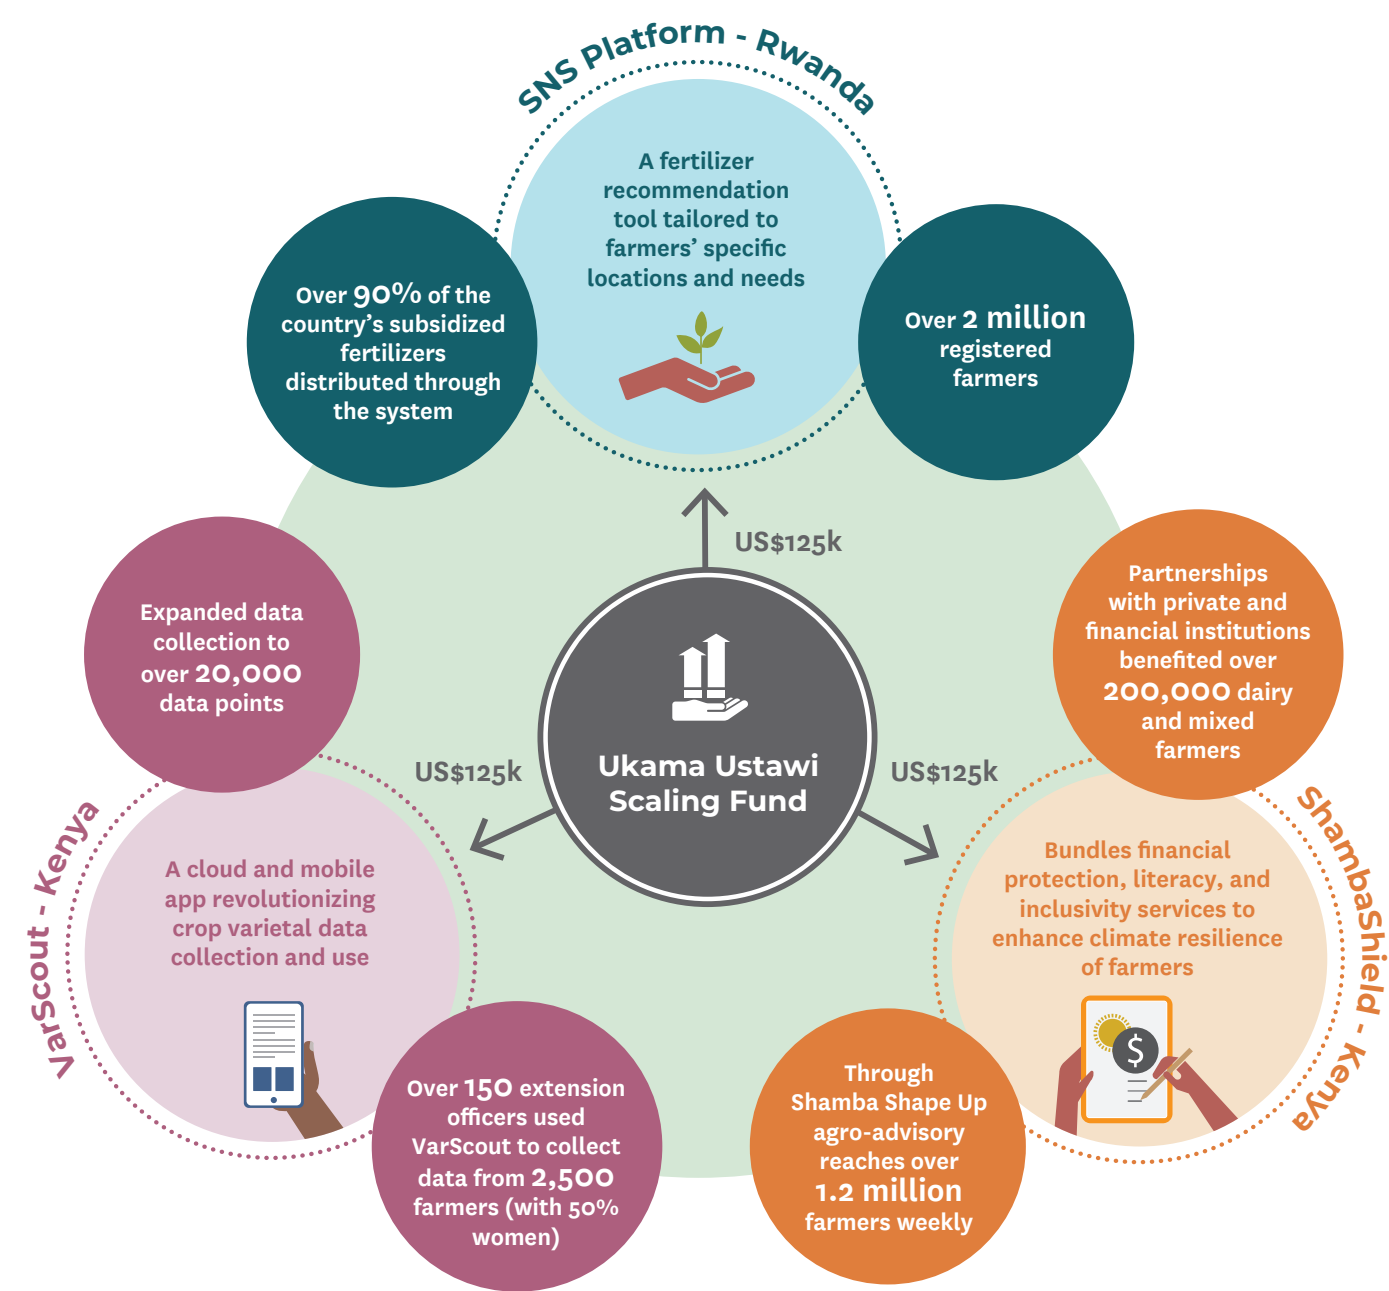 SNS Platform - Rwanda
A fertilizer
recommendation
tool tailored to
farmers’ specific
locations and needs
Over 90% of the
country’s subsidized
fertilizers
distributed through
the system
Over 2 million
registered
farmers
US$125k
Ukama Ustawi
Scaling Fund
US$125k
US$125k
Expanded data
collection to
over 20,000
data points
VarScout - Kenya
A cloud and mobile
app revolutionizing
crop varietal data
collection and use
Over 150 extension
officers used
VarScout to collect
data from 2,500
farmers (with 50%
women)
Partnerships
with private and
financial institutions
benefited over
200,000 dairy
and mixed
farmers
ShambaShield - Kenya
Bundles financial
protection, literacy, and
inclusivity services to
enhance climate resilience
of farmers
$
Through
Shamba Shape Up
agro-advisory
reaches over
1.2 million
farmers weekly